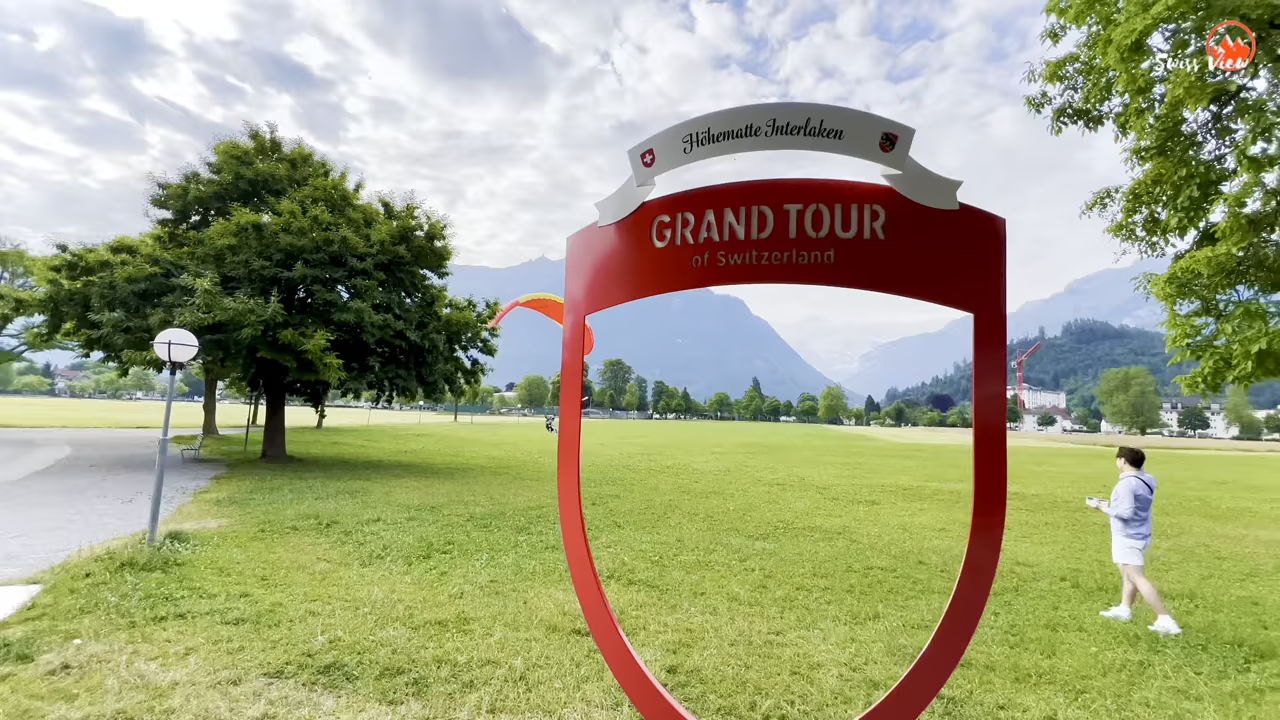 Swiss View
Höhematte Interlaken
GRAND TOUR
of Switzerland